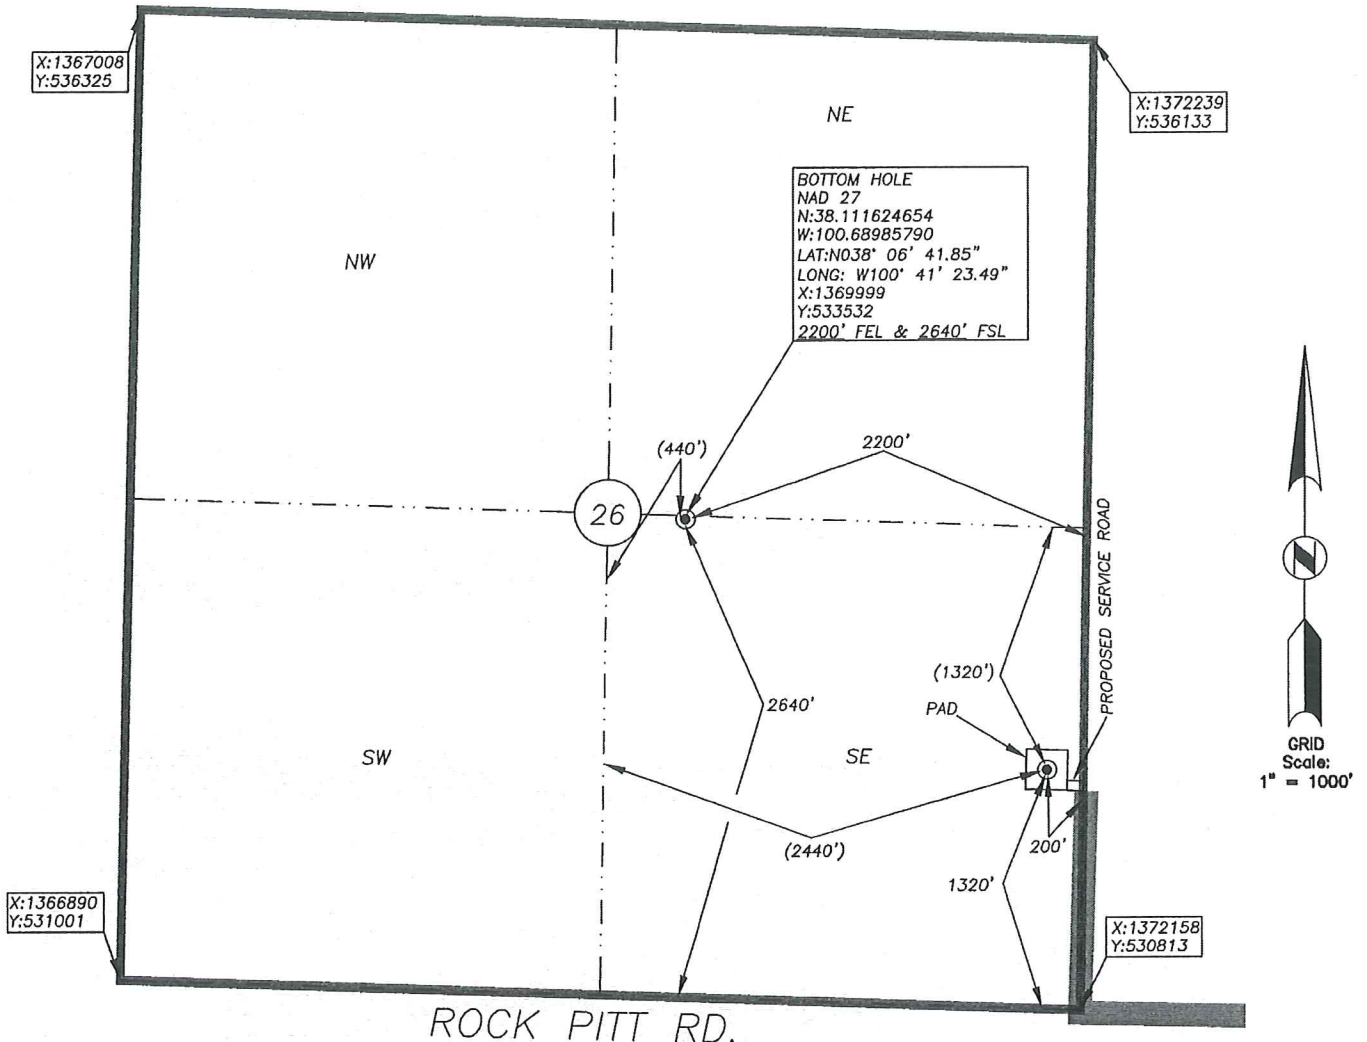 X:1367008
Y:536325
X:1372239
Y:536133
NE
BOTTOM HOLE
NAD 27
N:38.111624654
W:100.68985790
LAT:N038° 06' 41.85"
LONG: W100° 41' 23.49"
X:1369999
Y:533532
2200' FEL & 2640' FSL
NW
(440')
2200'
26
PROPOSED SERVICE ROAD
(1320')
2640'
PAD
SW
SE
GRID
Scale:
1" = 1000'
(2440')
200'
1320'
X:1366890
Y:531001
X:1372158
Y:530813
ROCK PITT RD.